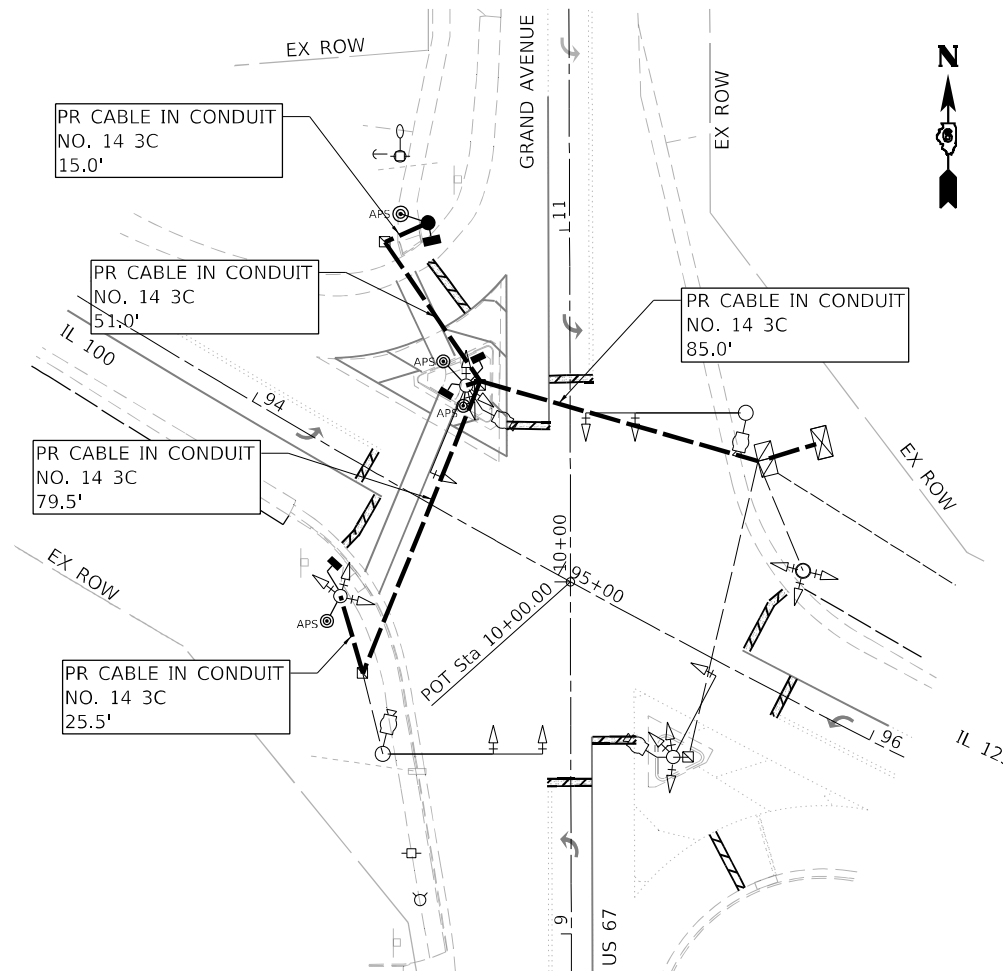 EX ROW
GRAND AVENUE
EX ROW
N
6
PR CABLE IN CONDUIT
NO. 14 3C
15.0'
APS
11
PR CABLE IN CONDUIT
NO. 14 3C
51.0'
PR CABLE IN CONDUIT
NO. 14 3C
85.0'
IL 100
APS
94
APS
PR CABLE IN CONDUIT
NO. 14 3C
79.5'
EX ROW
EX ROW
10+00
95+00
APS
POT Sta 10+00.00
PR CABLE IN CONDUIT
NO. 14 3C
25.5'
96
IL 12
9
US 67